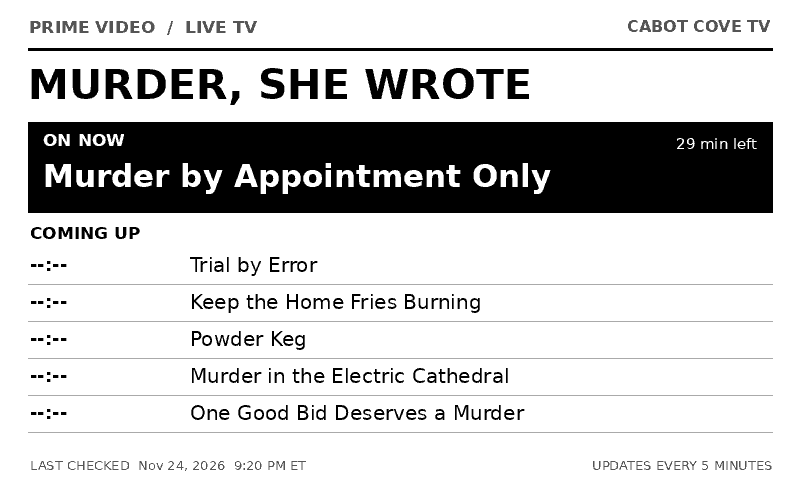 PRIME VIDEO / LIVE TV
CABOT COVE TV
MURDER, SHE WROTE
ON NOW
29 min left
Murder by Appointment Only
COMING UP
--:-- Trial by Error
--:-- Keep the Home Fries Burning
--:-- Powder Keg
--:-- Murder in the Electric Cathedral
--:-- One Good Bid Deserves a Murder
LAST CHECKED Nov 24, 2026 9:20 PM ET
UPDATES EVERY 5 MINUTES